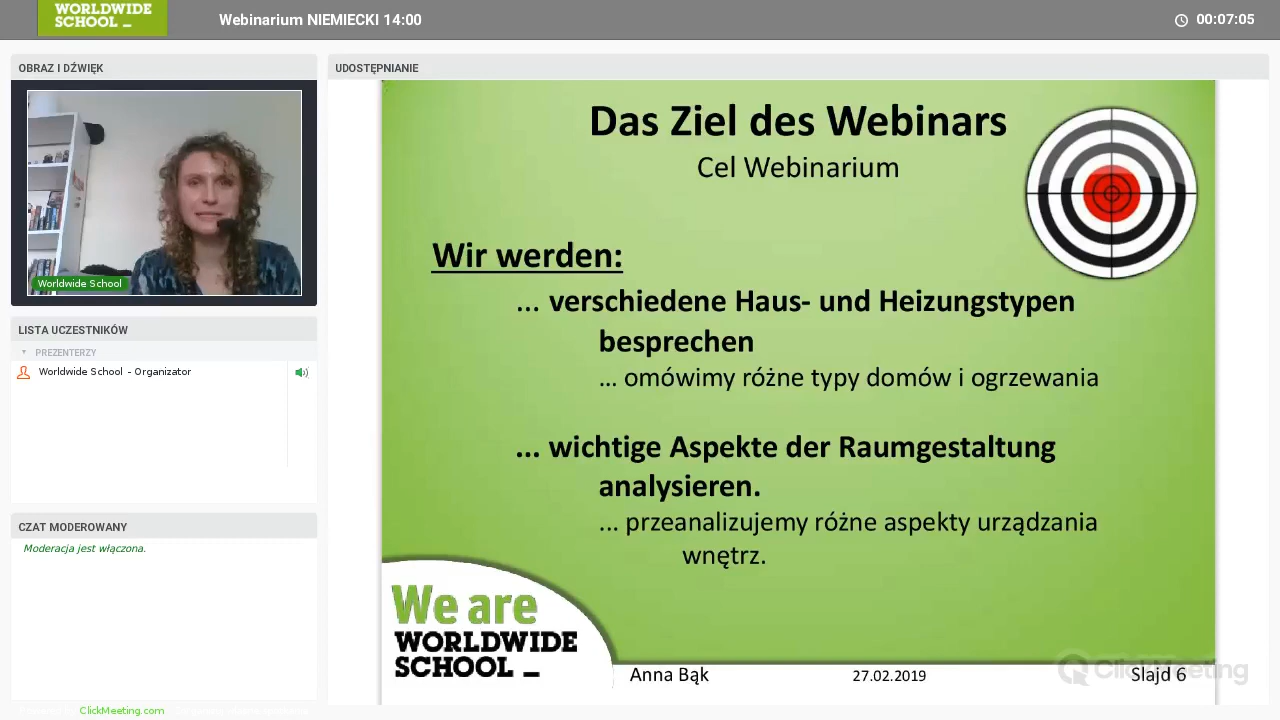 WORLDWIDE
SCHOOL _
Webinarium NIEMIECKI 14:00
00:07:05
OBRAZ I DŹWIĘK
Worldwide School
LISTA UCZESTNIKÓW
PREZENTERZY
Worldwide School - Organizator
CZAT MODEROWANY
Moderacja jest włączona.
ClickMeeting.com
UDOSTĘPNIANIE
Das Ziel des Webinars
Cel Webinarium
Wir werden:
... verschiedene Haus- und Heizungstypen
besprechen
... omówimy różne typy domów i ogrzewania
... wichtige Aspekte der Raumgestaltung
analysieren.
... przeanalizujemy różne aspekty urządzania
wnętrz.
We are
WORLDWIDE
SCHOOL _
Anna Bąk
27.02.2019
Slajd 6
ClickMeeting